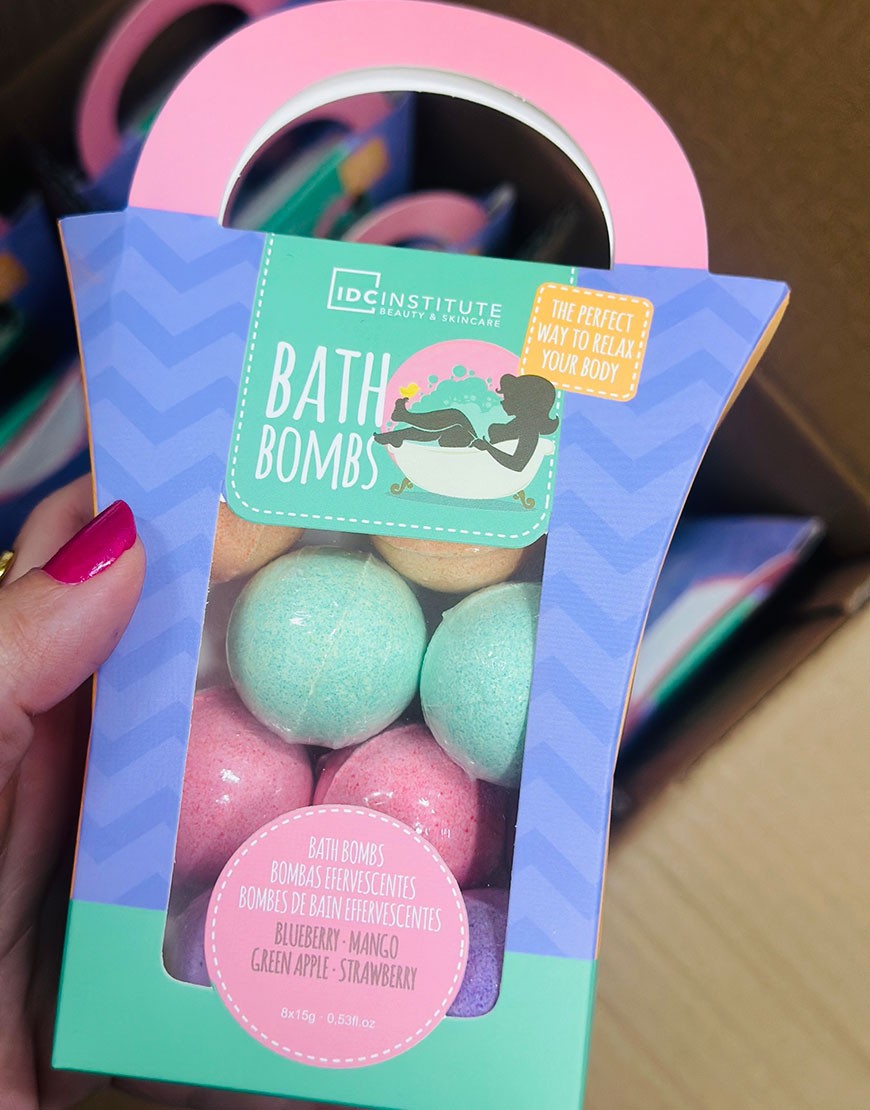 IDC INSTITUTE
BEAUTY & SKINCARE
THE PERFECT
WAY TO RELAX
YOUR BODY
BATH
BOMBS
BATH BOMBS
BOMBAS EFERVESCENTES
BOMBES DE BAIN EFFERVESCENTES
BLUEBERRY · MANGO
GREEN APPLE · STRAWBERRY
8x15g · 0,53fl.oz